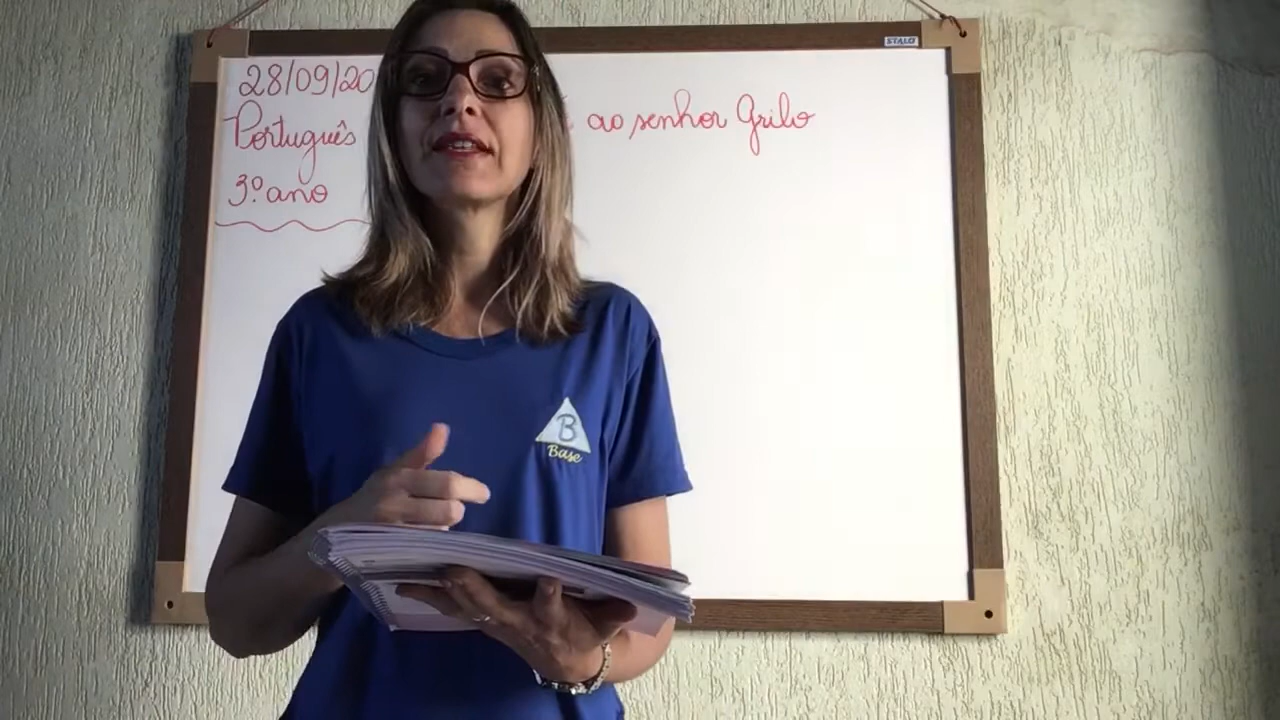 STALO
28/09/20
Português
3º ano
ao senhor Grilo
B
Base